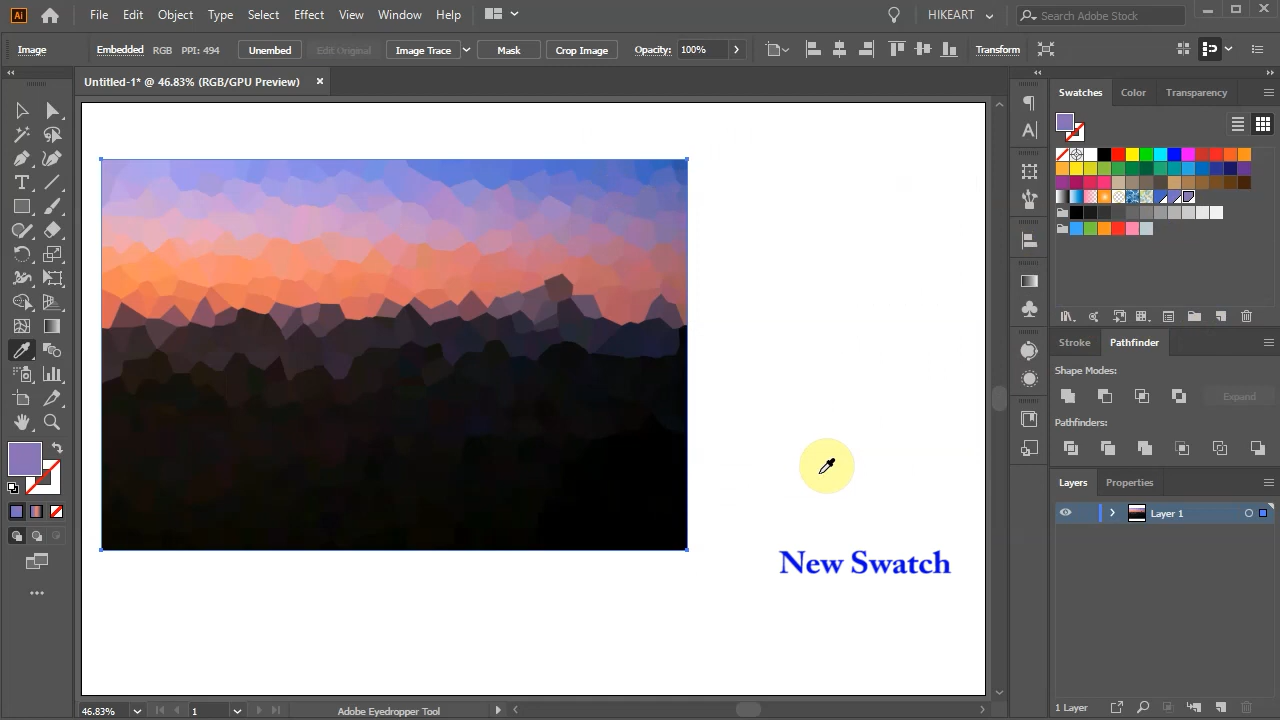 Ai File Edit Object Type Select Effect View Window Help HIKEART Search Adobe Stock
Image Embedded RGB PPI: 494 Unembed Edit Original Image Trace Mask Crop Image Opacity: 100% Transform
Untitled-1* @ 46.83% (RGB/GPU Preview)
Swatches Color Transparency
Stroke Pathfinder
Shape Modes:
Expand
Pathfinders:
Layers Properties
Layer 1
New Swatch
1 Layer
46.83% 1 Adobe Eyedropper Tool